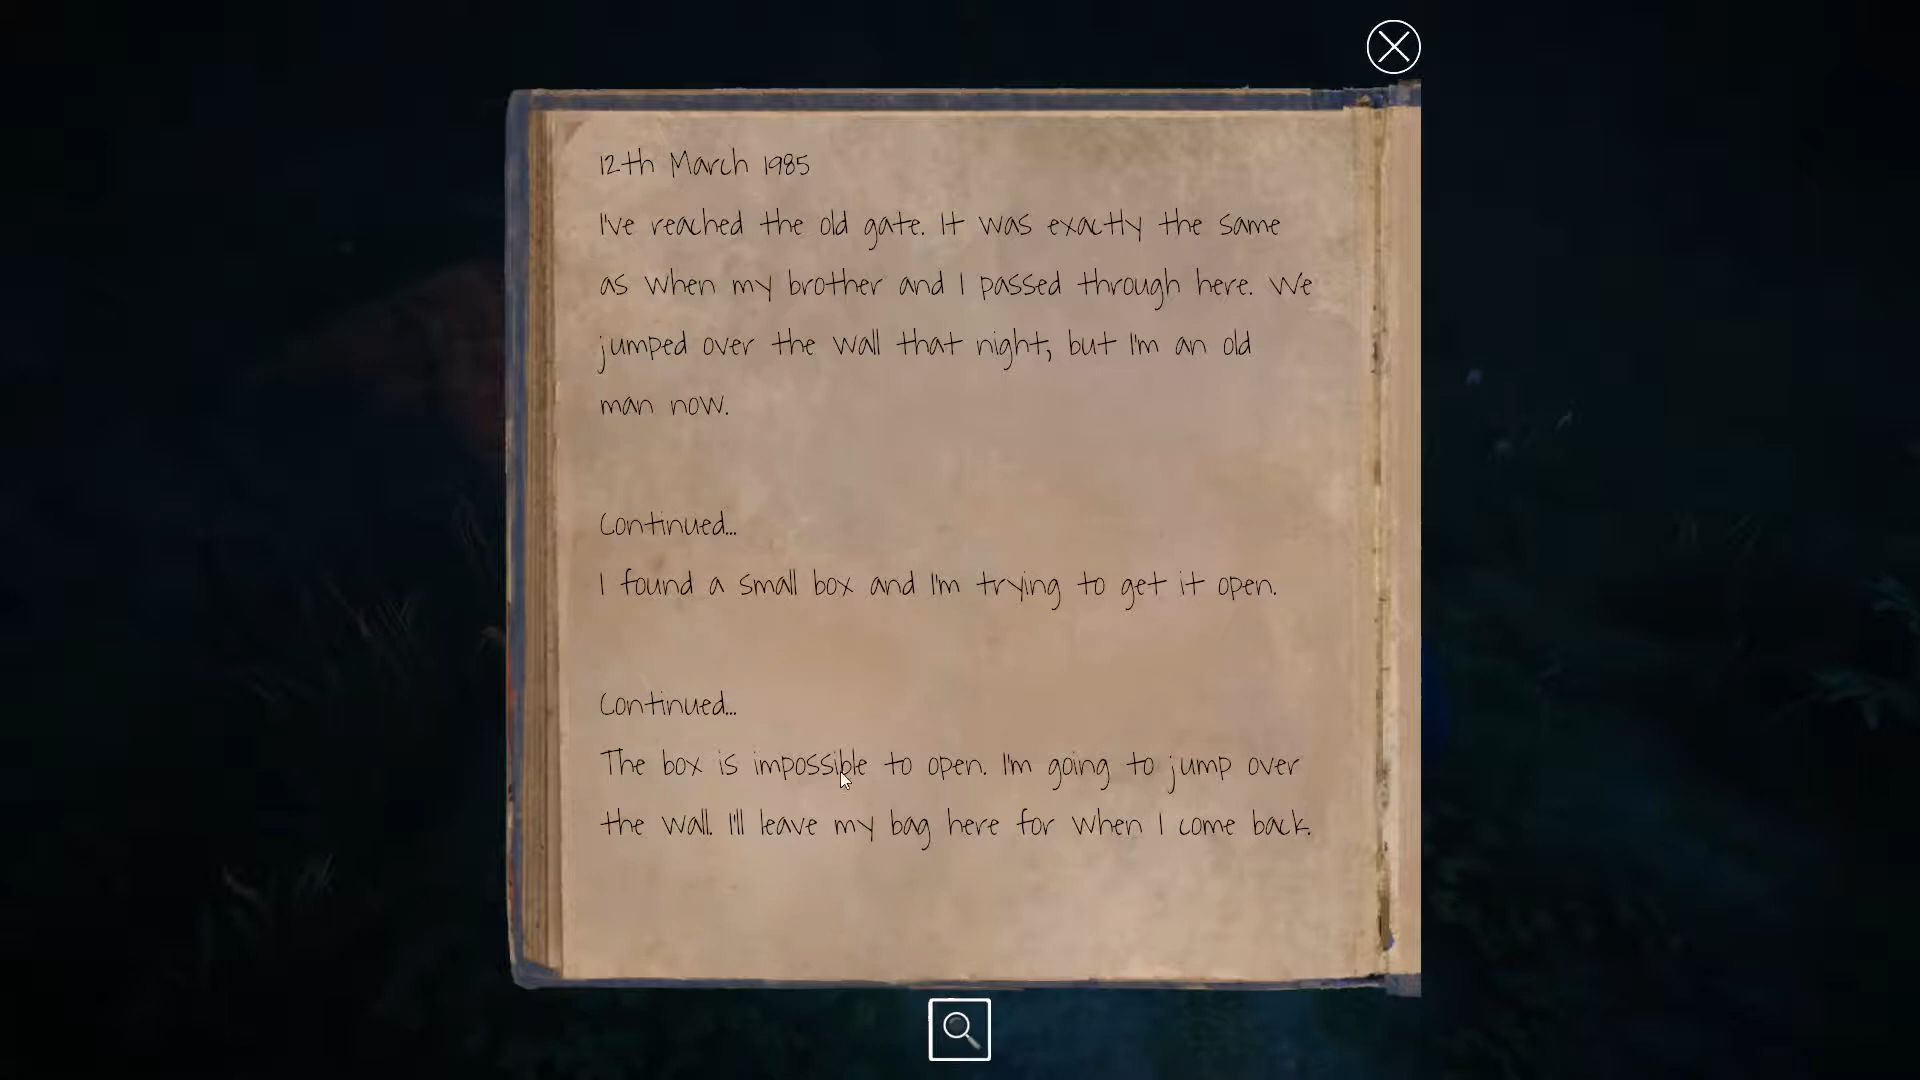 12th March 1985
I've reached the old gate. It was exactly the same
as when my brother and I passed through here. We
jumped over the wall that night, but I'm an old
man now.
Continued...
I found a small box and I'm trying to get it open.
Continued...
The box is impossible to open. I'm going to jump over
the wall. I'll leave my bag here for when I come back.